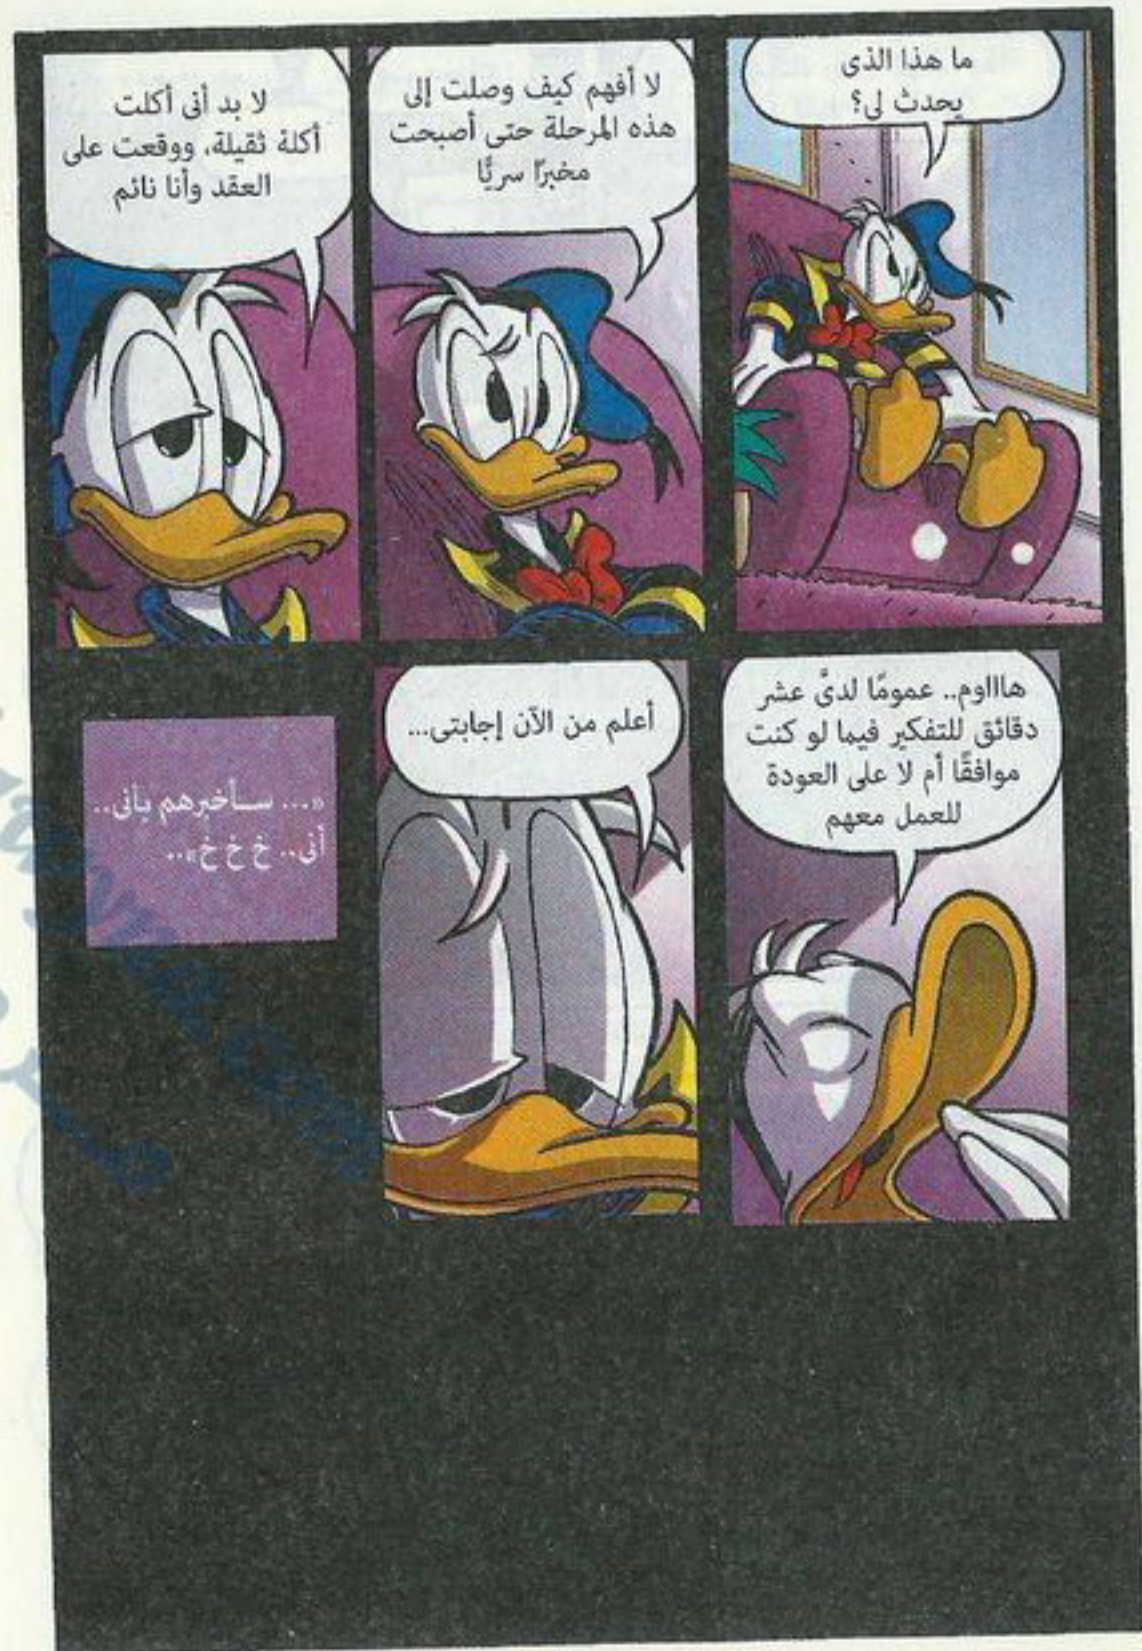 ما هذا الذى
يحدث لى؟
لا أفهم كيف وصلت إلى
هذه المرحلة حتى أصبحت
مخبرًا سريًّا
لا بد أنى أكلت
أكلة ثقيلة، ووقعت على
العقد وأنا نائم
هاااوم.. عمومًا لدىَّ عشر
دقائق للتفكير فيما لو كنت
موافقًا أم لا على العودة
للعمل معهم
أعلم من الآن إجابتى...
«... سـأخبرهم بانى..
أنى.. خ خ خ»..